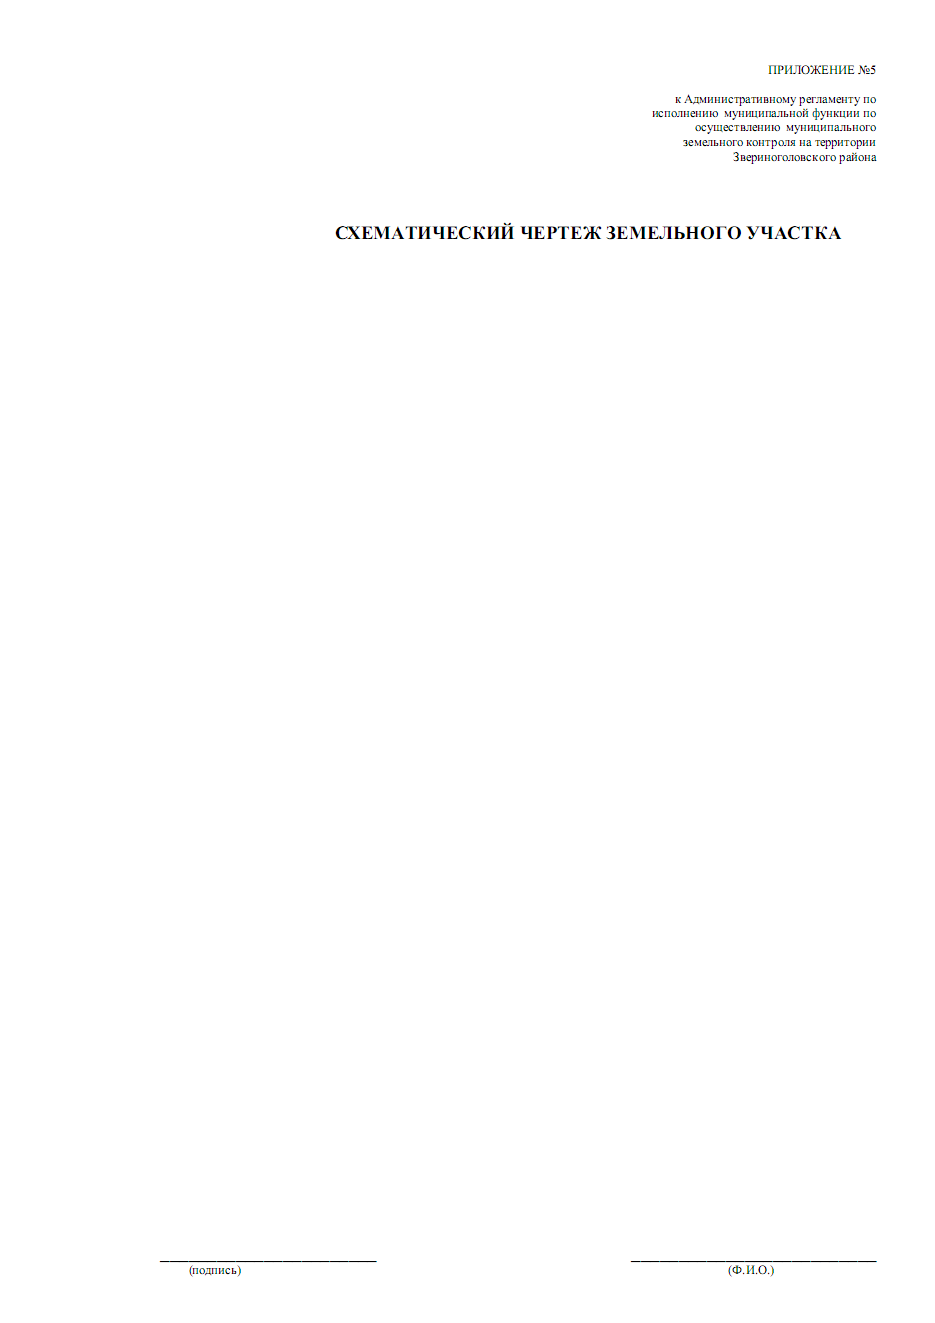 ПРИЛОЖЕНИЕ №5
к Административному регламенту по
исполнению муниципальной функции по
осуществлению муниципального
земельного контроля на территории
Звериноголовского района
СХЕМАТИЧЕСКИЙ ЧЕРТЕЖ ЗЕМЕЛЬНОГО УЧАСТКА
(подпись)
(Ф.И.О.)